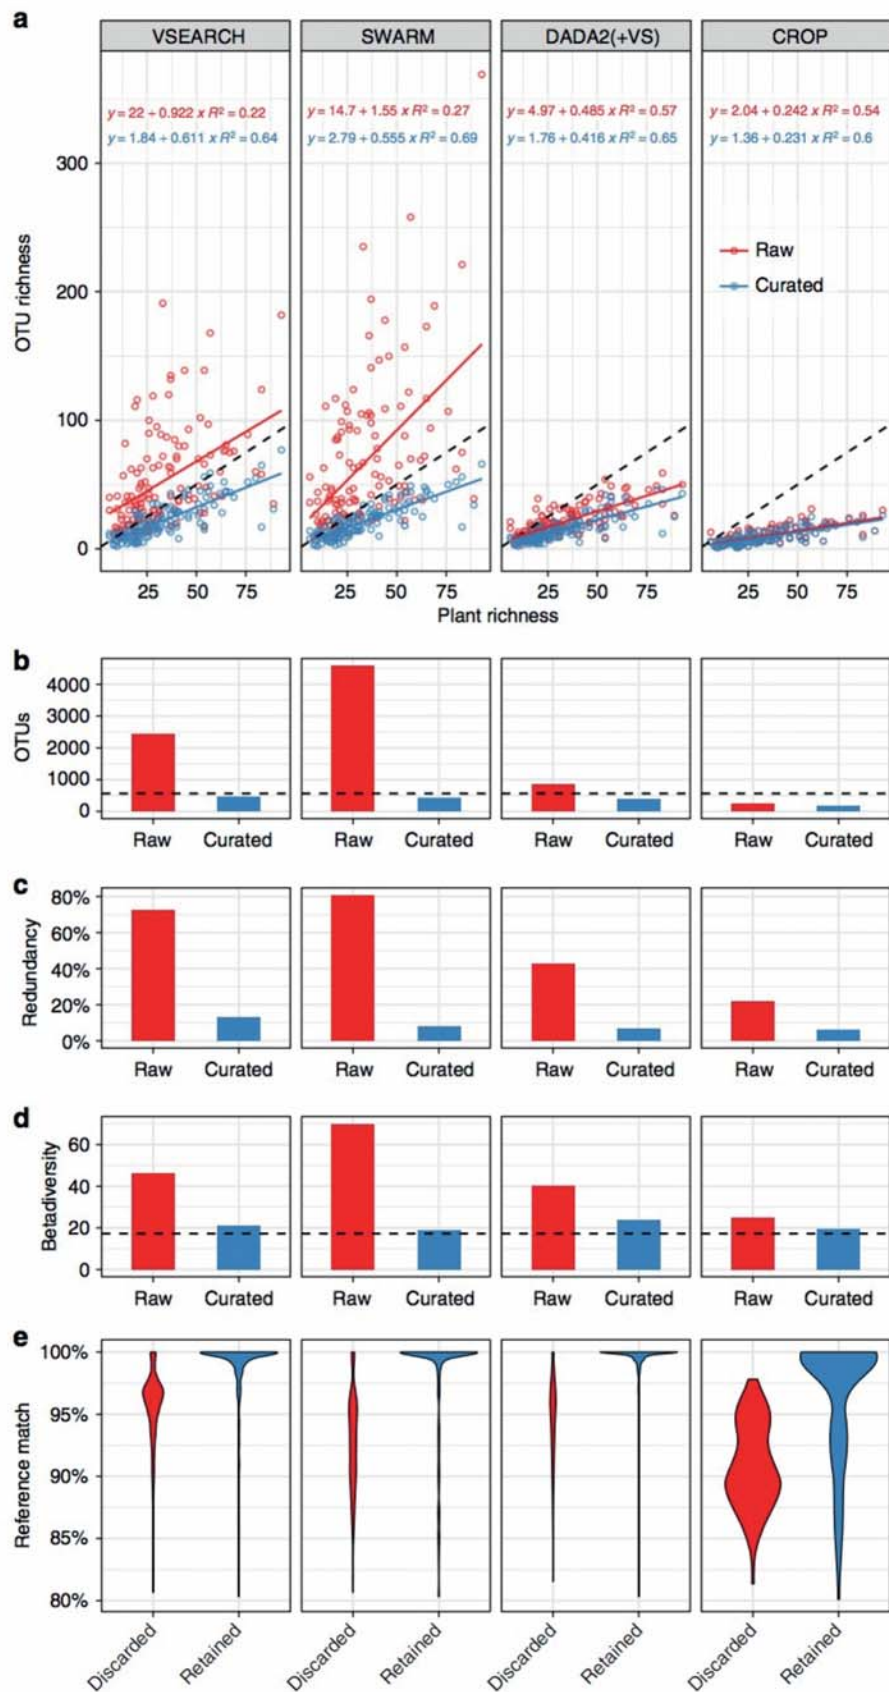 a
VSEARCH SWARM DADA2(+VS) CROP
y = 22 + 0.922 x R² = 0.22 y = 14.7 + 1.55 x R² = 0.27 y = 4.97 + 0.485 x R² = 0.57 y = 2.04 + 0.242 x R² = 0.54
y = 1.84 + 0.611 x R² = 0.64 y = 2.79 + 0.555 x R² = 0.69 y = 1.76 + 0.416 x R² = 0.65 y = 1.36 + 0.231 x R² = 0.6
OTU richness
300
200
100
0
Raw
Curated
25 50 75 25 50 75 25 50 75 25 50 75
Plant richness
b
OTUs
4000
3000
2000
1000
0
Raw Curated Raw Curated Raw Curated Raw Curated
c
Redundancy
80%
60%
40%
20%
0%
Raw Curated Raw Curated Raw Curated Raw Curated
d
Betadiversity
60
40
20
0
Raw Curated Raw Curated Raw Curated Raw Curated
e
Reference match
100%
95%
90%
85%
80%
Discarded Retained Discarded Retained Discarded Retained Discarded Retained